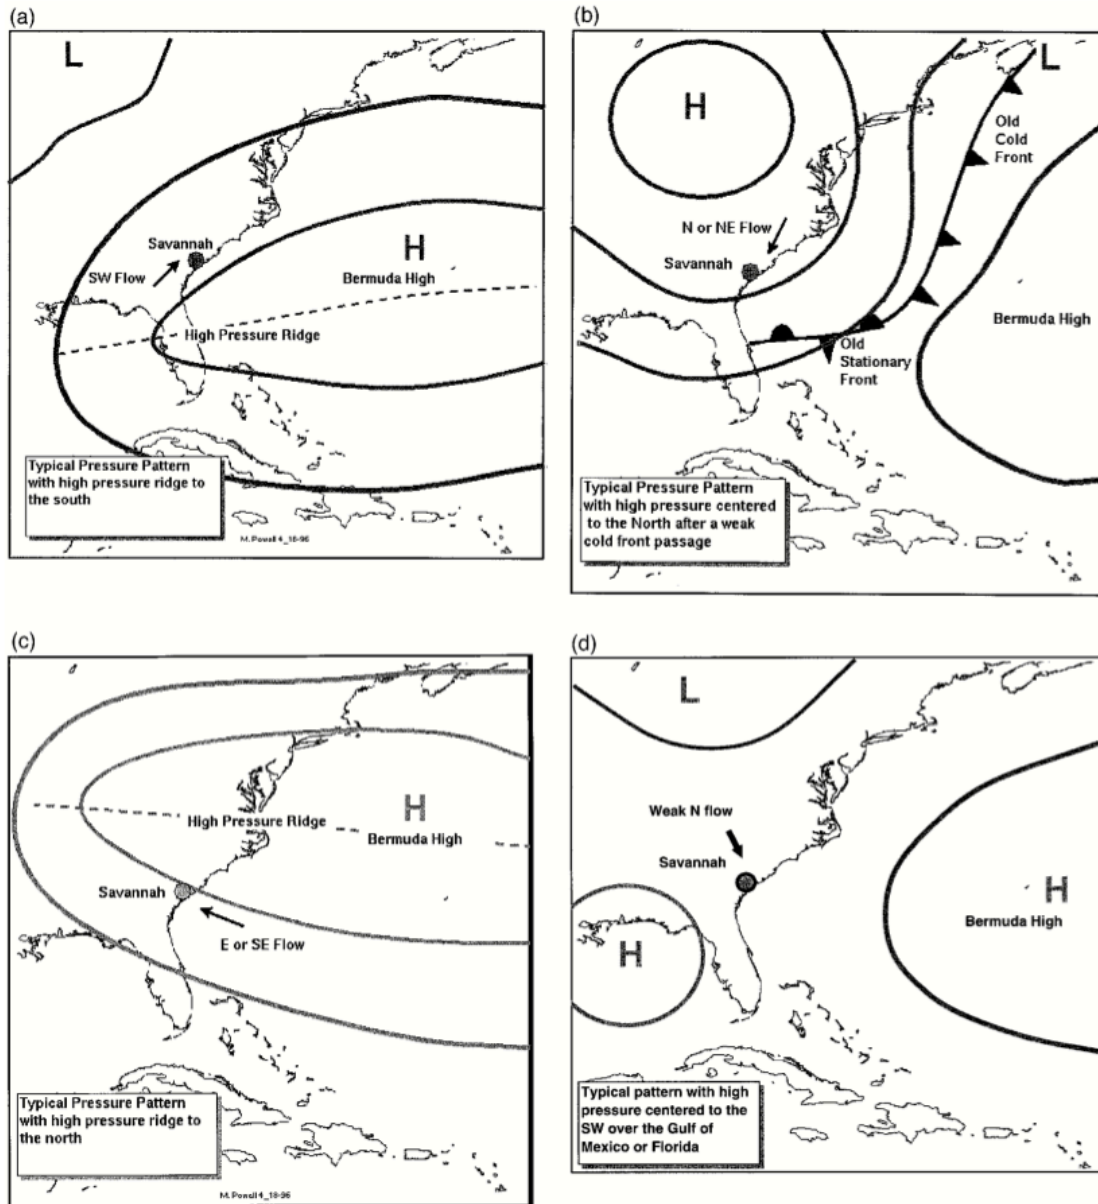 (a)
L
Savannah
SW Flow
H
Bermuda High
High Pressure Ridge
Typical Pressure Pattern
with high pressure ridge to
the south
M. Powell 4_18-96
(b)
H
L
Old
Cold
Front
N or NE Flow
Savannah
Bermuda High
Old
Stationary
Front
Typical Pressure Pattern
with high pressure centered
to the North after a weak
cold front passage
(c)
H
High Pressure Ridge
Bermuda High
Savannah
E or SE Flow
Typical Pressure Pattern
with high pressure ridge to
the north
M. Powell 4_18-96
(d)
L
Weak N flow
Savannah
H
Bermuda High
H
Typical pattern with high
pressure centered to the
SW over the Gulf of
Mexico or Florida